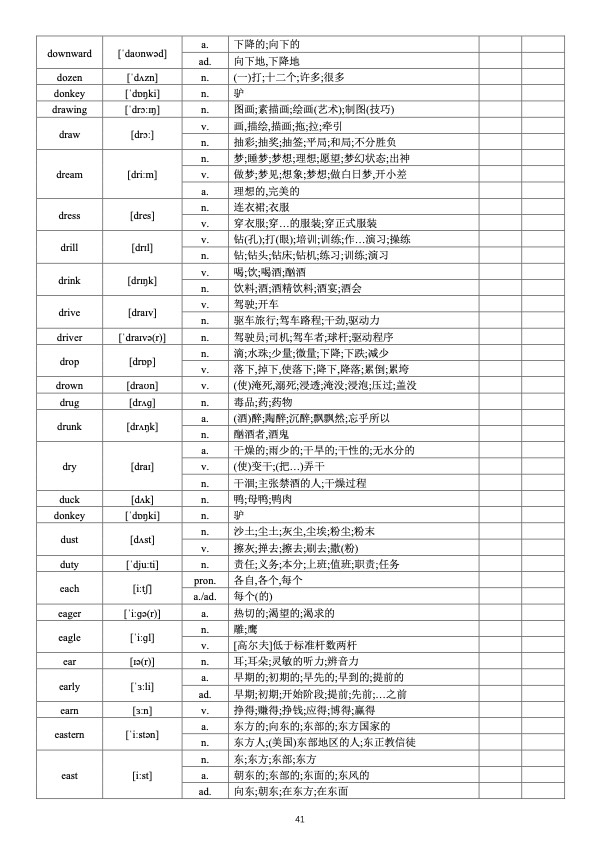 downward [ˈdaʊnwəd] a. 下降的;向下的
ad. 向下地,下降地
dozen [ˈdʌzn] n. (一)打;十二个;许多;很多
donkey [ˈdɒŋki] n. 驴
drawing [ˈdrɔːɪŋ] n. 图画;素描画;绘画(艺术);制图(技巧)
draw [drɔː] v. 画,描绘,描画;拖;拉;牵引
n. 抽彩;抽奖;抽签;平局;和局;不分胜负
dream [driːm] n. 梦;睡梦;梦想;理想;愿望;梦幻状态;出神
v. 做梦;梦见;想象;梦想;做白日梦,开小差
a. 理想的,完美的
dress [dres] n. 连衣裙;衣服
v. 穿衣服;穿…的服装;穿正式服装
drill [drɪl] v. 钻(孔);打(眼);培训;训练;作…演习;操练
n. 钻;钻头;钻床;钻机;练习;训练;演习
drink [drɪŋk] v. 喝;饮;喝酒;酗酒
n. 饮料;酒;酒精饮料;酒宴;酒会
drive [draɪv] v. 驾驶;开车
n. 驱车旅行;驾车路程;干劲,驱动力
driver [ˈdraɪvə(r)] n. 驾驶员;司机;驾车者;球杆;驱动程序
drop [drɒp] n. 滴;水珠;少量;微量;下降;下跌;减少
v. 落下,掉下,使落下;降下,降落;累倒;累垮
drown [draʊn] v. (使)淹死,溺死;浸透;淹没;浸泡;压过;盖没
drug [drʌɡ] n. 毒品;药;药物
drunk [drʌŋk] a. (酒)醉;陶醉;沉醉;飘飘然;忘乎所以
n. 酗酒者,酒鬼
dry [draɪ] a. 干燥的;雨少的;干旱的;干性的;无水分的
v. (使)变干;(把…)弄干
n. 干涸;主张禁酒的人;干燥过程
duck [dʌk] n. 鸭;母鸭;鸭肉
donkey [ˈdɒŋki] n. 驴
dust [dʌst] n. 沙土;尘土;灰尘,尘埃;粉尘;粉末
v. 擦灰;掸去;擦去;刷去;撒(粉)
duty [ˈdjuːti] n. 责任;义务;本分;上班;值班;职责;任务
each [iːtʃ] pron. 各自,各个,每个
a./ad. 每个(的)
eager [ˈiːɡə(r)] a. 热切的;渴望的;渴求的
eagle [ˈiːɡl] n. 雕;鹰
v. [高尔夫]低于标准杆数两杆
ear [ɪə(r)] n. 耳;耳朵;灵敏的听力;辨音力
early [ˈɜːli] a. 早期的;初期的;早先的;早到的;提前的
ad. 早期;初期;开始阶段;提前;先前;…之前
earn [ɜːn] v. 挣得;赚得;挣钱;应得;博得;赢得
eastern [ˈiːstən] a. 东方的;向东的;东部的;东方国家的
n. 东方人;(美国)东部地区的人;东正教信徒
east [iːst] n. 东;东方;东部;东方
a. 朝东的;东部的;东面的;东风的
ad. 向东;朝东;在东方;在东面
41